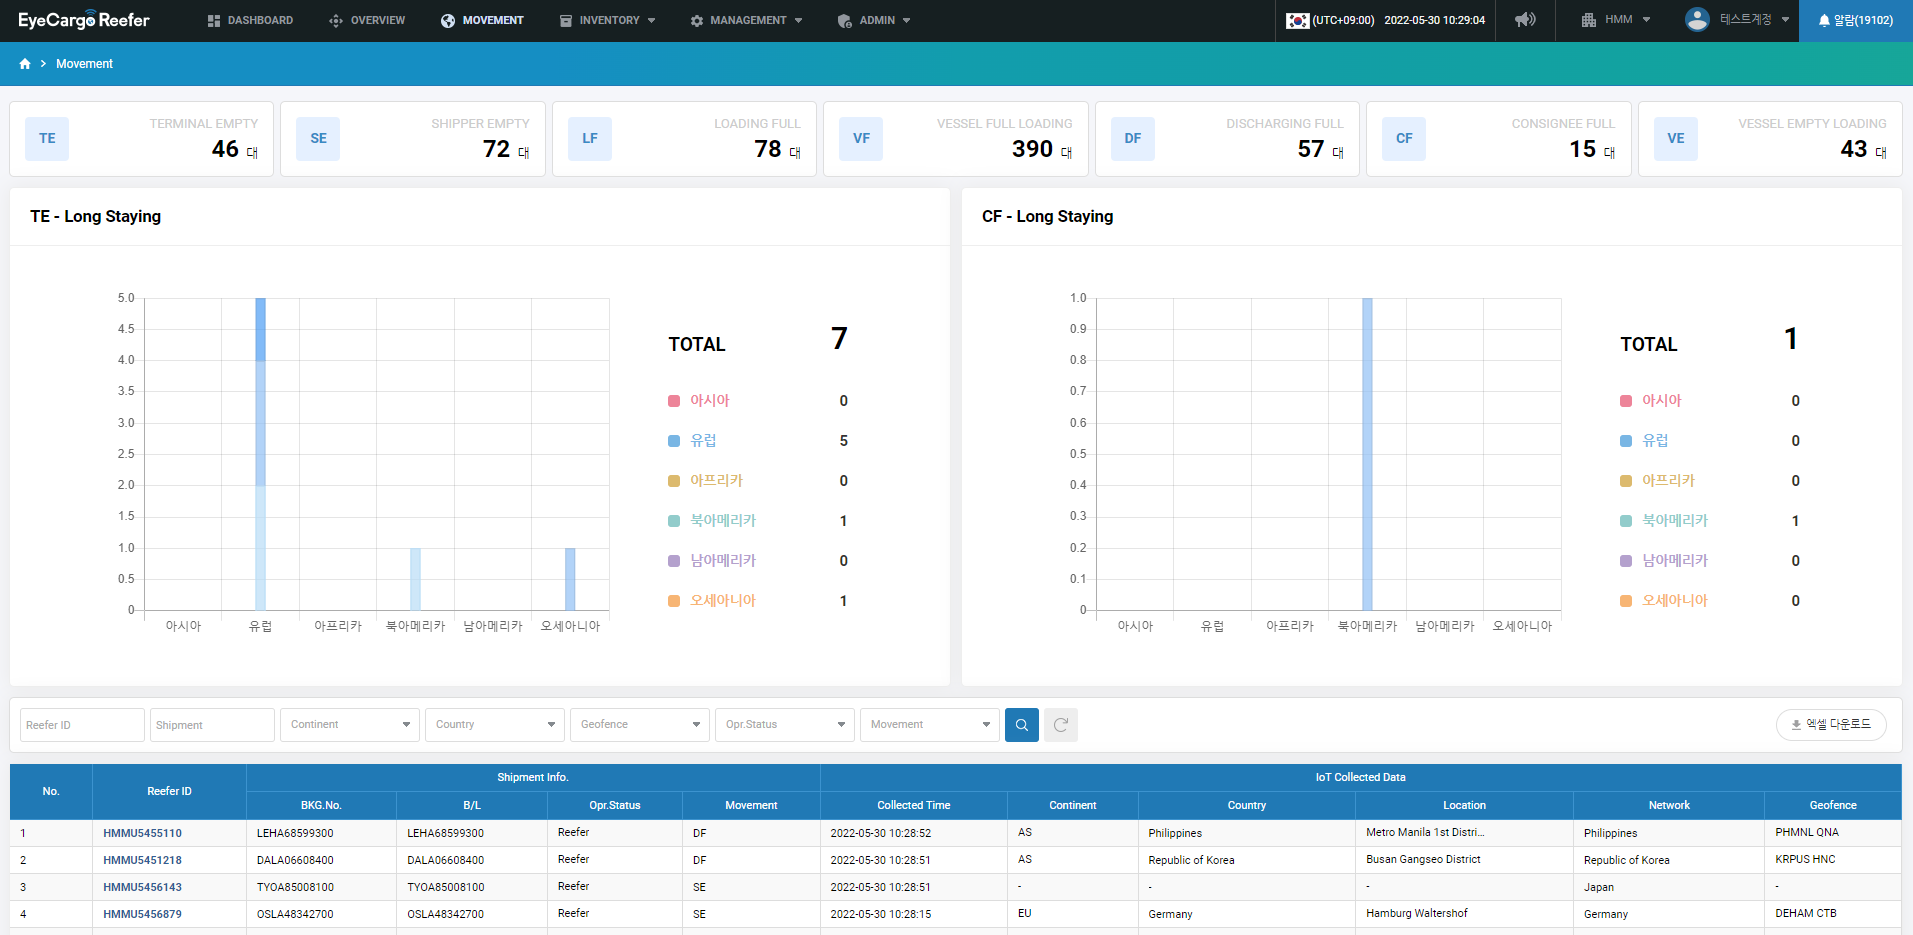 EyeCargo Reefer
DASHBOARD
OVERVIEW
MOVEMENT
INVENTORY
MANAGEMENT
ADMIN
(UTC+09:00) 2022-05-30 10:29:04
HMM
테스트계정
알람(19102)
Movement
TE TERMINAL EMPTY 46 대
SE SHIPPER EMPTY 72 대
LF LOADING FULL 78 대
VF VESSEL FULL LOADING 390 대
DF DISCHARGING FULL 57 대
CF CONSIGNEE FULL 15 대
VE VESSEL EMPTY LOADING 43 대
TE - Long Staying
5.0
4.5
4.0
3.5
3.0
2.5
2.0
1.5
1.0
0.5
0
아시아 유럽 아프리카 북아메리카 남아메리카 오세아니아
TOTAL 7
아시아 0
유럽 5
아프리카 0
북아메리카 1
남아메리카 0
오세아니아 1
CF - Long Staying
1.0
0.9
0.8
0.7
0.6
0.5
0.4
0.3
0.2
0.1
0
아시아 유럽 아프리카 북아메리카 남아메리카 오세아니아
TOTAL 1
아시아 0
유럽 0
아프리카 0
북아메리카 1
남아메리카 0
오세아니아 0
Reefer ID Shipment Continent Country Geofence Opr.Status Movement 엑셀 다운로드
No. Reefer ID Shipment Info. IoT Collected Data
BKG.No. B/L Opr.Status Movement Collected Time Continent Country Location Network Geofence
1 HMMU5455110 LEHA68599300 LEHA68599300 Reefer DF 2022-05-30 10:28:52 AS Philippines Metro Manila 1st Distri... Philippines PHMNL QNA
2 HMMU5451218 DALA06608400 DALA06608400 Reefer DF 2022-05-30 10:28:51 AS Republic of Korea Busan Gangseo District Republic of Korea KRPUS HNC
3 HMMU5456143 TYOA85008100 TYOA85008100 Reefer SE 2022-05-30 10:28:51 - - - Japan -
4 HMMU5456879 OSLA48342700 OSLA48342700 Reefer SE 2022-05-30 10:28:15 EU Germany Hamburg Waltershof Germany DEHAM CTB